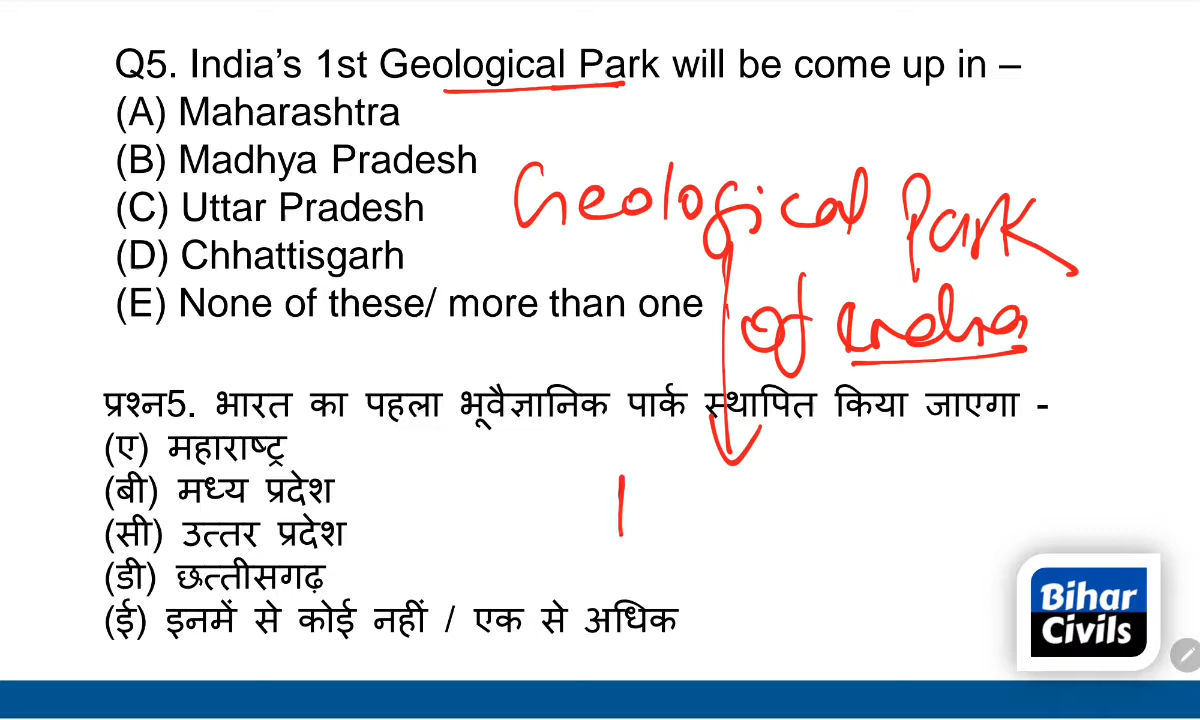 Q5. India’s 1st Geological Park will be come up in –
(A) Maharashtra
(B) Madhya Pradesh
(C) Uttar Pradesh
(D) Chhattisgarh
(E) None of these/ more than one
Geological Park
of India
प्रश्न5. भारत का पहला भूवैज्ञानिक पार्क स्थापित किया जाएगा -
(ए) महाराष्ट्र
(बी) मध्य प्रदेश
(सी) उत्तर प्रदेश
(डी) छत्तीसगढ़
(ई) इनमें से कोई नहीं / एक से अधिक
Bihar
Civils